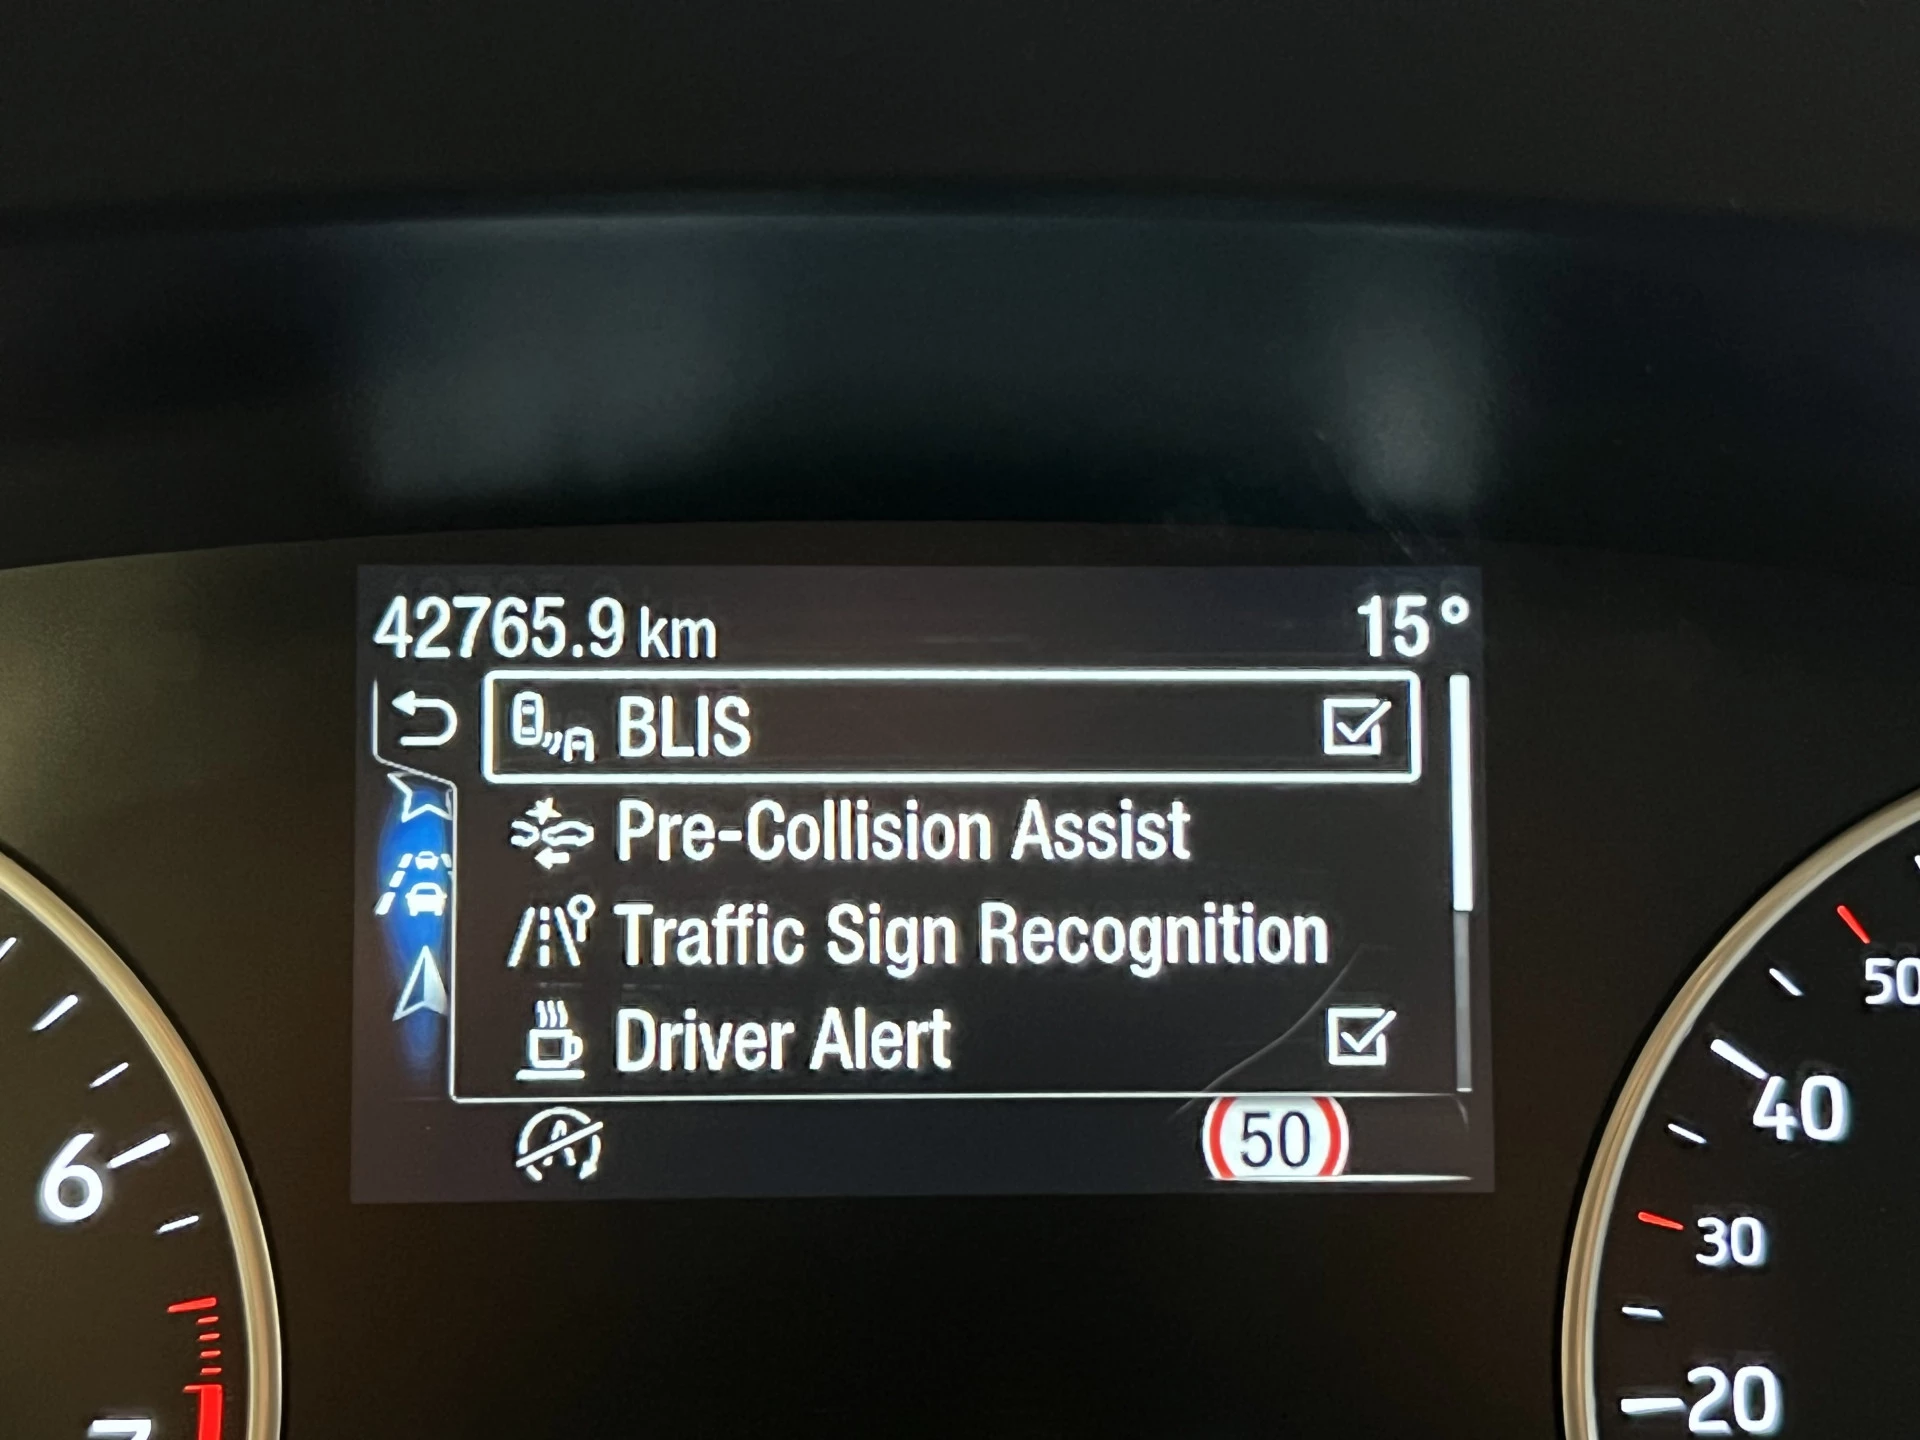 42765.9 km 15°
BLIS
Pre-Collision Assist
Traffic Sign Recognition
Driver Alert
A
50
6
7
50
40
30
20